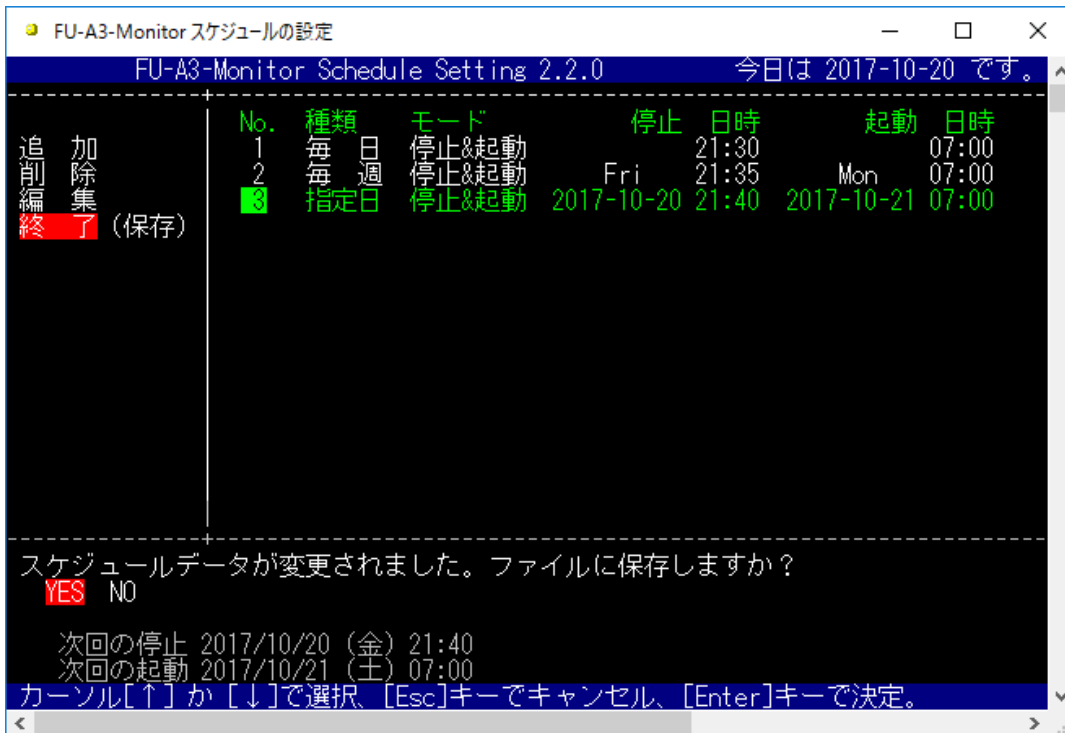 FU-A3-Monitor スケジュールの設定
FU-A3-Monitor Schedule Setting 2.2.0 今日は 2017-10-20 です。
No. 種類 モード 停止 日時 起動 日時
追 加 1 毎 日 停止&起動 21:30 07:00
削 除 2 毎 週 停止&起動 Fri 21:35 Mon 07:00
編 集 3 指定日 停止&起動 2017-10-20 21:40 2017-10-21 07:00
終 了 (保存)
スケジュールデータが変更されました。ファイルに保存しますか?
YES NO
次回の停止 2017/10/20 (金) 21:40
次回の起動 2017/10/21 (土) 07:00
カーソル[↑] か [↓]で選択、[Esc]キーでキャンセル、[Enter]キーで決定。